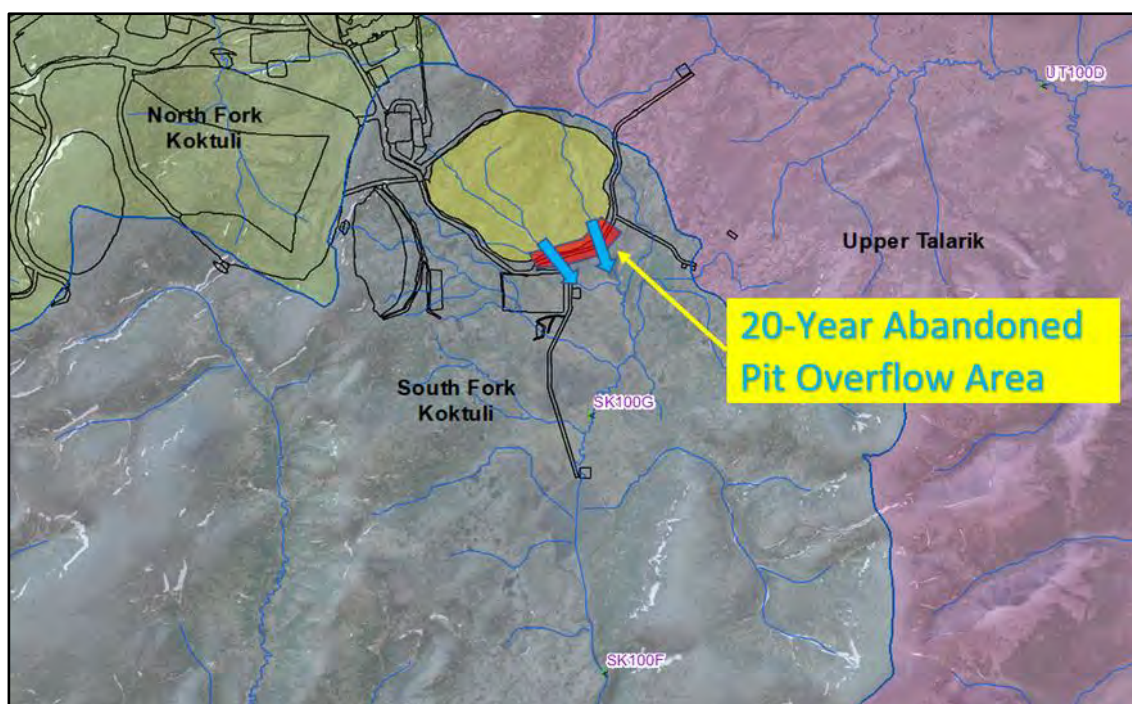 UT100D
North Fork
Koktuli
Upper Talarik
20-Year Abandoned
Pit Overflow Area
South Fork
Koktuli
SK100G
SK100F